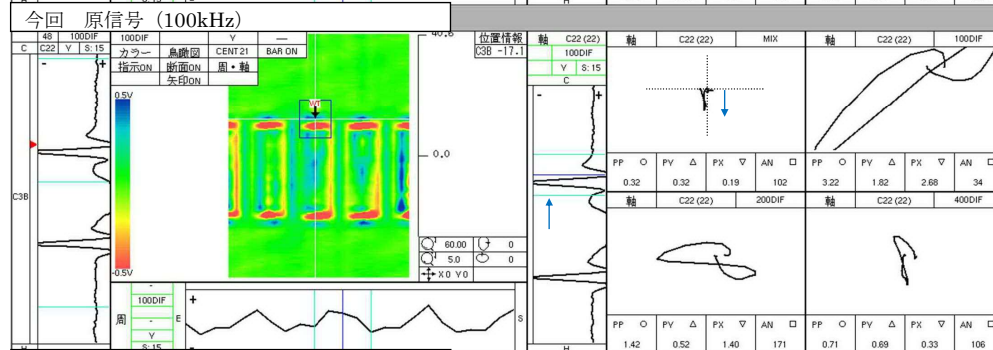 今回　原信号（100kHz）
48 100DIF
C C22 Y S: 15
- +
C3B
H
100DIF Y —
カラー 鳥瞰図 CENT21 BAR ON
指示ON 断面ON 周・軸
矢印ON
0.5V
-0.5V
40.6
0.0
60.00 0
5.0 0
X0 Y0
位置情報
C3B -17.1
周
-
100DIF
-
Y
S: 15
E
+
-
S
軸 C22 (22)
100DIF
Y S: 15
C
- +
H
軸 C22 (22) MIX
PP ○ PY △ PX ▽ AN □
0.32 0.32 0.19 102
軸 C22 (22) 100DIF
PP ○ PY △ PX ▽ AN □
3.22 1.82 2.68 34
軸 C22 (22) 200DIF
PP ○ PY △ PX ▽ AN □
1.42 0.52 1.40 171
軸 C22 (22) 400DIF
PP ○ PY △ PX ▽ AN □
0.71 0.69 0.33 106